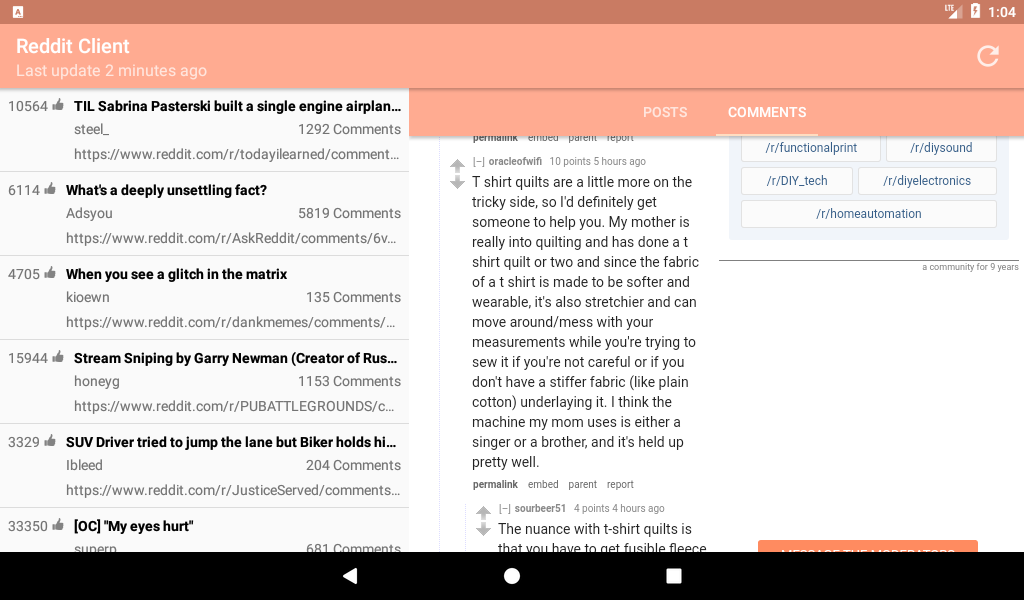 LTE 1:04
Reddit Client
Last update 2 minutes ago
10564 TIL Sabrina Pasterski built a single engine airplan...
steel_ 1292 Comments
https://www.reddit.com/r/todayilearned/comment...
6114 What's a deeply unsettling fact?
Adsyou 5819 Comments
https://www.reddit.com/r/AskReddit/comments/6v...
4705 When you see a glitch in the matrix
kioewn 135 Comments
https://www.reddit.com/r/dankmemes/comments/...
15944 Stream Sniping by Garry Newman (Creator of Rus...
honeyg 1153 Comments
https://www.reddit.com/r/PUBATTLEGROUNDS/c...
3329 SUV Driver tried to jump the lane but Biker holds hi...
Ibleed 204 Comments
https://www.reddit.com/r/JusticeServed/comments...
33350 [OC] "My eyes hurt"
superp 681 Comments
POSTS COMMENTS
permalink embed parent report
[–] oracleofwifi 10 points 5 hours ago
T shirt quilts are a little more on the
tricky side, so I'd definitely get
someone to help you. My mother is
really into quilting and has done a t
shirt quilt or two and since the fabric
of a t shirt is made to be softer and
wearable, it's also stretchier and can
move around/mess with your
measurements while you're trying to
sew it if you're not careful or if you
don't have a stiffer fabric (like plain
cotton) underlaying it. I think the
machine my mom uses is either a
singer or a brother, and it's held up
pretty well.
permalink embed parent report
[–] sourbeer51 4 points 4 hours ago
The nuance with t-shirt quilts is
that you have to get fusible fleece
/r/functionalprint /r/diysound
/r/DIY_tech /r/diyelectronics
/r/homeautomation
a community for 9 years
MESSAGE THE MODERATORS